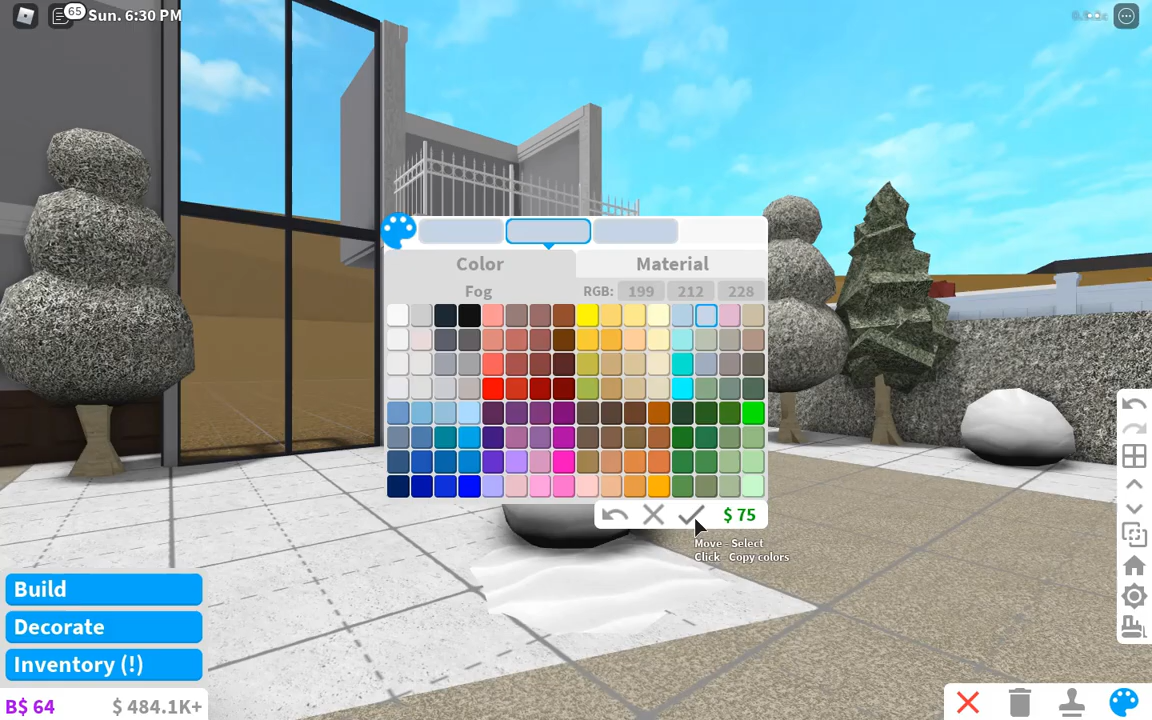 65
Sun. 6:30 PM
Color
Material
Fog
RGB: 199 212 228
$ 75
Move - Select
Click - Copy colors
Build
Decorate
Inventory (!)
B$ 64
$ 484.1K+